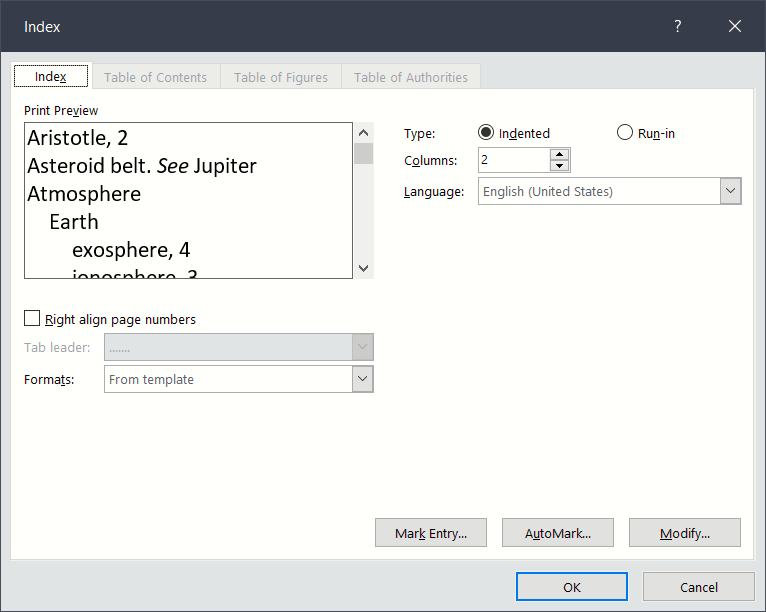 Index
?
Index
Table of Contents
Table of Figures
Table of Authorities
Print Preview
Aristotle, 2
Asteroid belt. See Jupiter
Atmosphere
Earth
exosphere, 4
ionosphere, 3
Type:
Indented
Run-in
Columns:
2
Language:
English (United States)
Right align page numbers
Tab leader:
.......
Formats:
From template
Mark Entry...
AutoMark...
Modify...
OK
Cancel